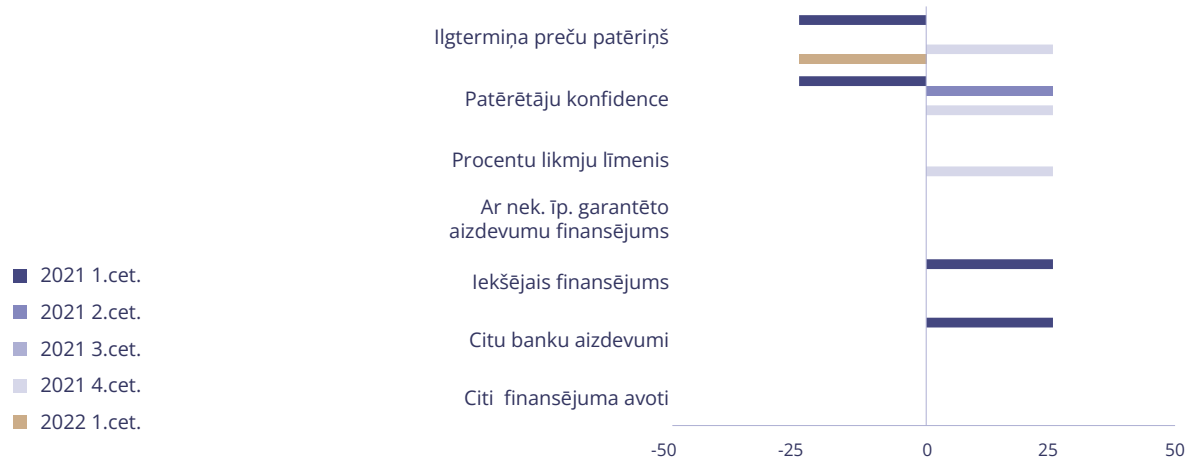 Ilgtermiņa preču patēriņš
Patērētāju konfidence
Procentu likmju līmenis
Ar nek. īp. garantēto
aizdevumu finansējums
Iekšējais finansējums
Citu banku aizdevumi
Citi finansējuma avoti
2021 1.cet.
2021 2.cet.
2021 3.cet.
2021 4.cet.
2022 1.cet.
-50 -25 0 25 50